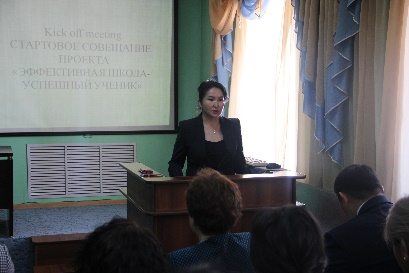 Kick off meeting
СТАРТОВОЕ СОВЕЩАНИЕ
ПРОЕКТА
«ЭФФЕКТИВНАЯ ШКОЛА-
УСПЕШНЫЙ УЧЕНИК»